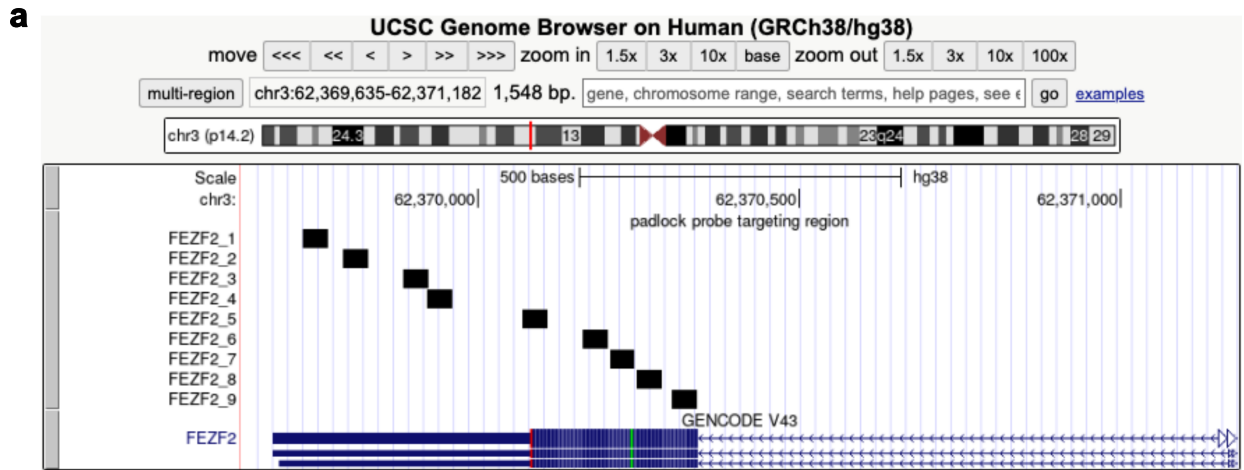 a
UCSC Genome Browser on Human (GRCh38/hg38)
move <<< << < > >> >>> zoom in 1.5x 3x 10x base zoom out 1.5x 3x 10x 100x
multi-region chr3:62,369,635-62,371,182 1,548 bp. gene, chromosome range, search terms, help pages, see e go examples
chr3 (p14.2) 24.3 13 23 q24 28 29
Scale 500 bases hg38
chr3: 62,370,000 62,370,500 62,371,000
padlock probe targeting region
FEZF2_1
FEZF2_2
FEZF2_3
FEZF2_4
FEZF2_5
FEZF2_6
FEZF2_7
FEZF2_8
FEZF2_9
GENCODE V43
FEZF2